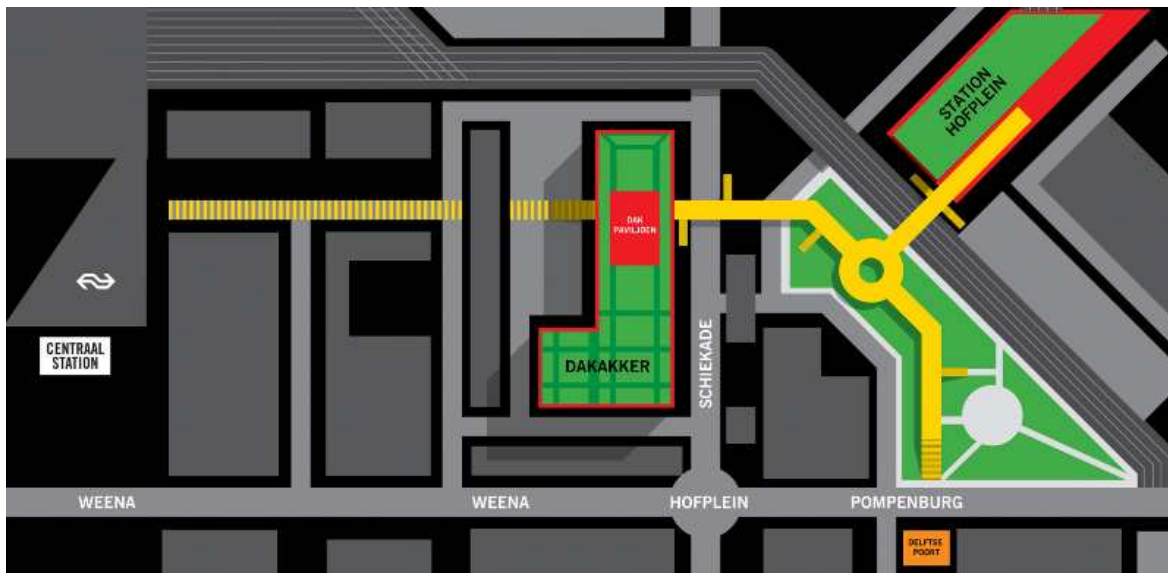 STATION
HOFPLEIN
DAK
PAVILJOEN
CENTRAAL
STATION
DAKAKKER
SCHIEKADE
WEENA
WEENA
HOFPLEIN
POMPENBURG
DELFTSE
POORT